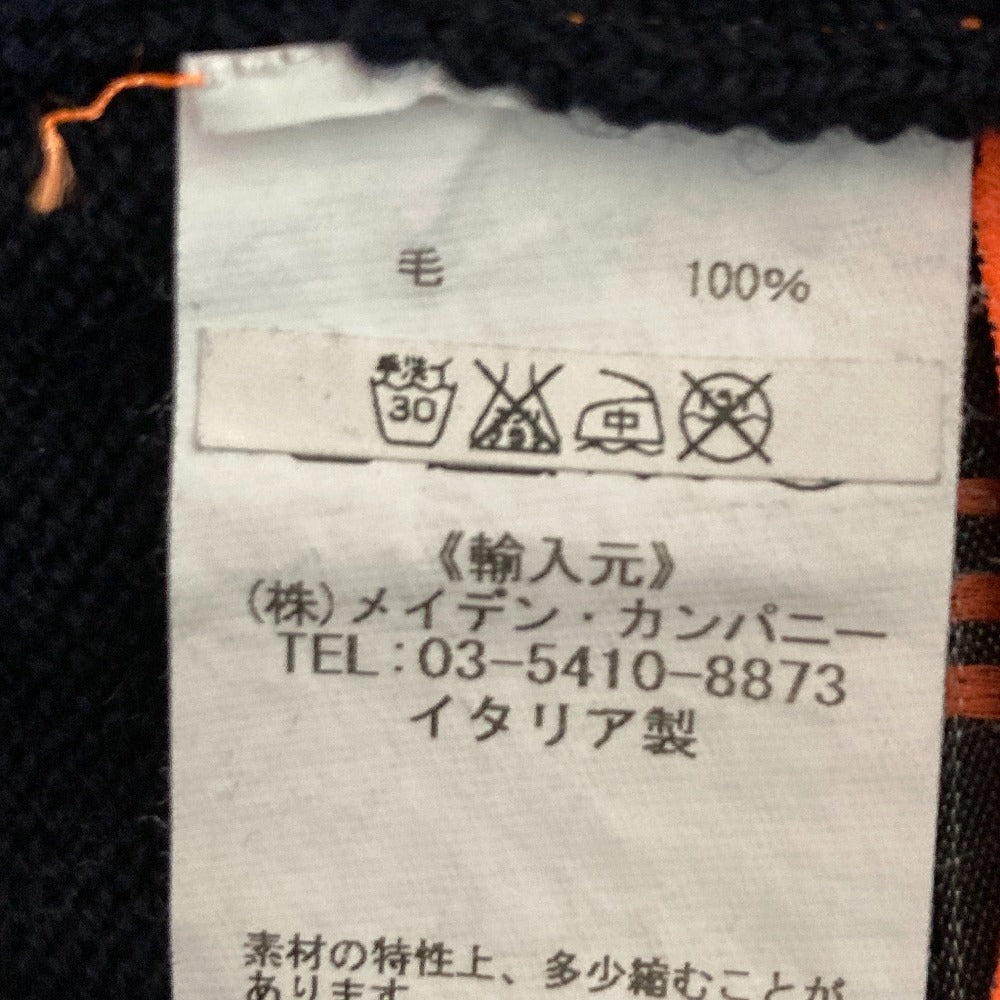 毛 100%
手洗イ
30
中
《輸入元》
(株)メイデン・カンパニー
TEL:03-5410-8873
イタリア製
素材の特性上、多少縮むことが
あります